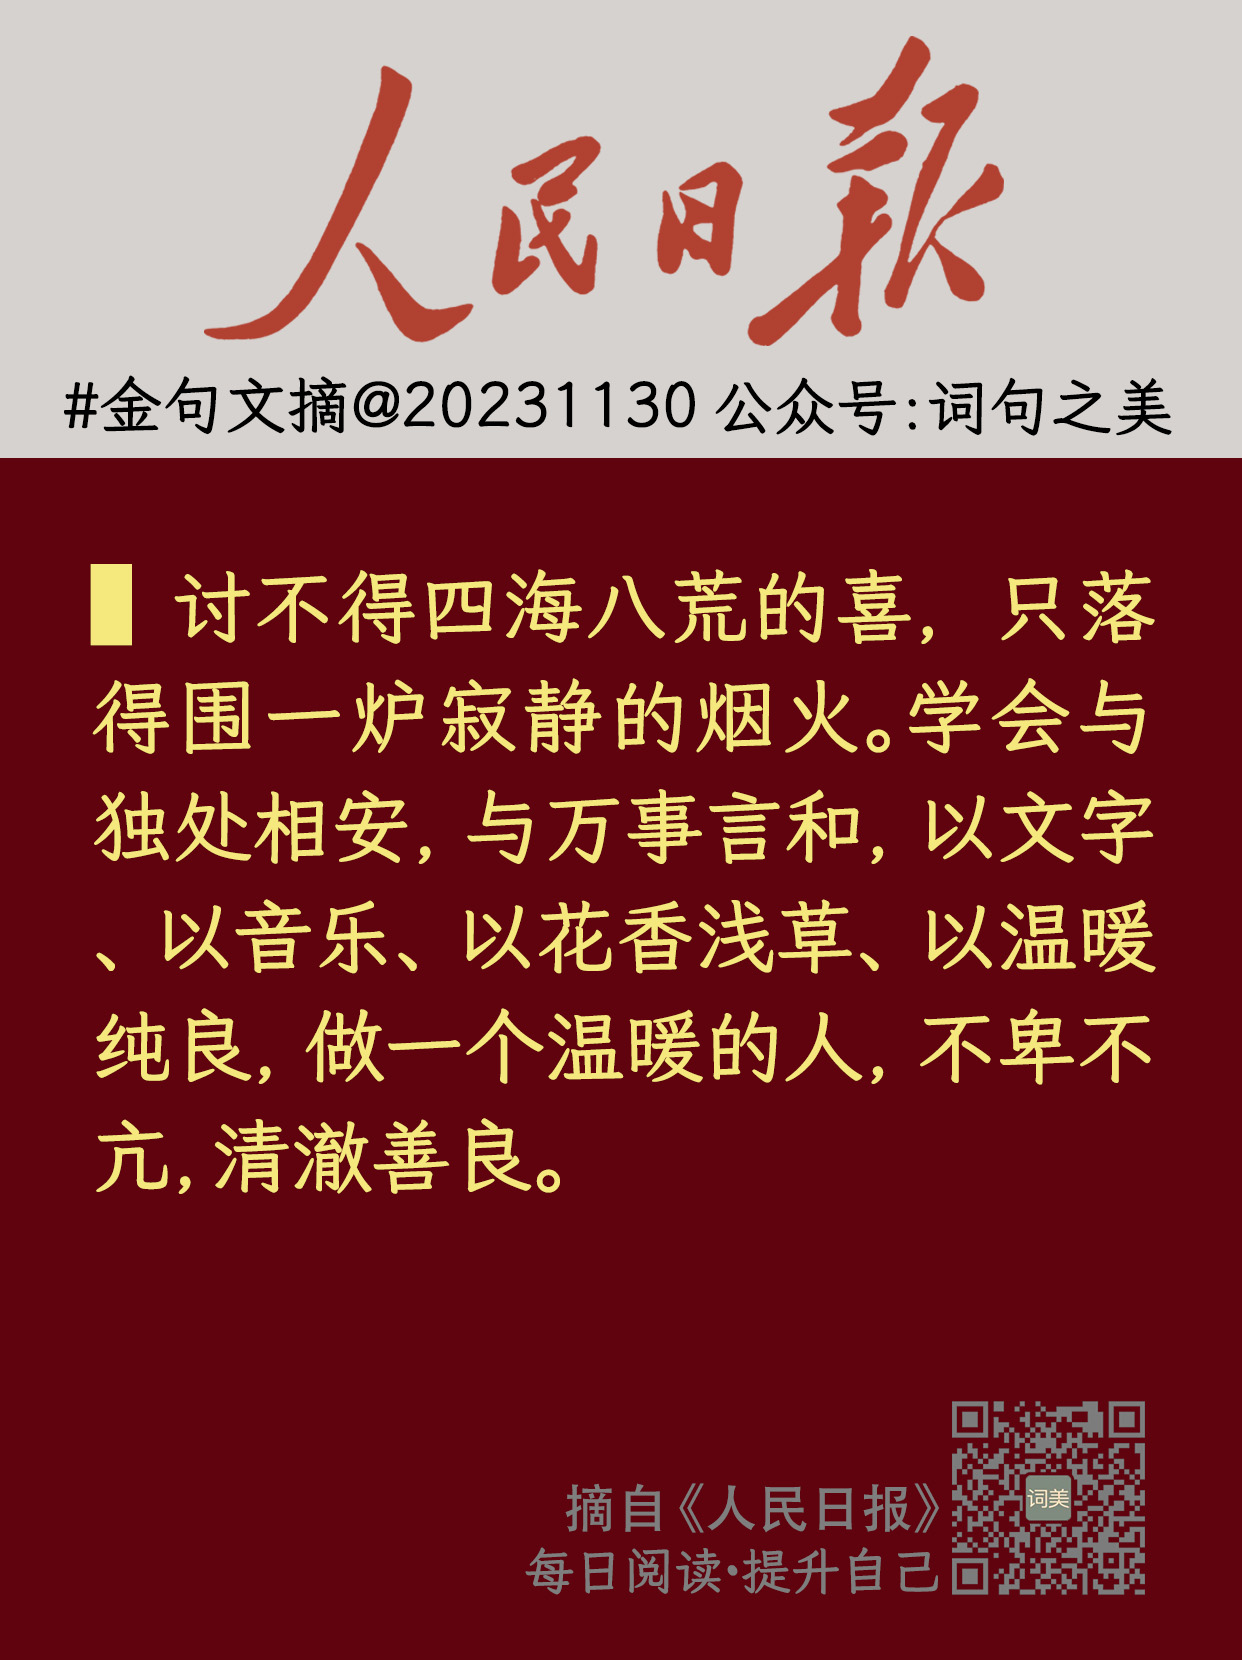 人民日报
#金句文摘@20231130 公众号:词句之美
讨不得四海八荒的喜，只落
得围一炉寂静的烟火。学会与
独处相安，与万事言和，以文字
、以音乐、以花香浅草、以温暖
纯良，做一个温暖的人，不卑不
亢，清澈善良。
摘自《人民日报》
词美
每日阅读·提升自己